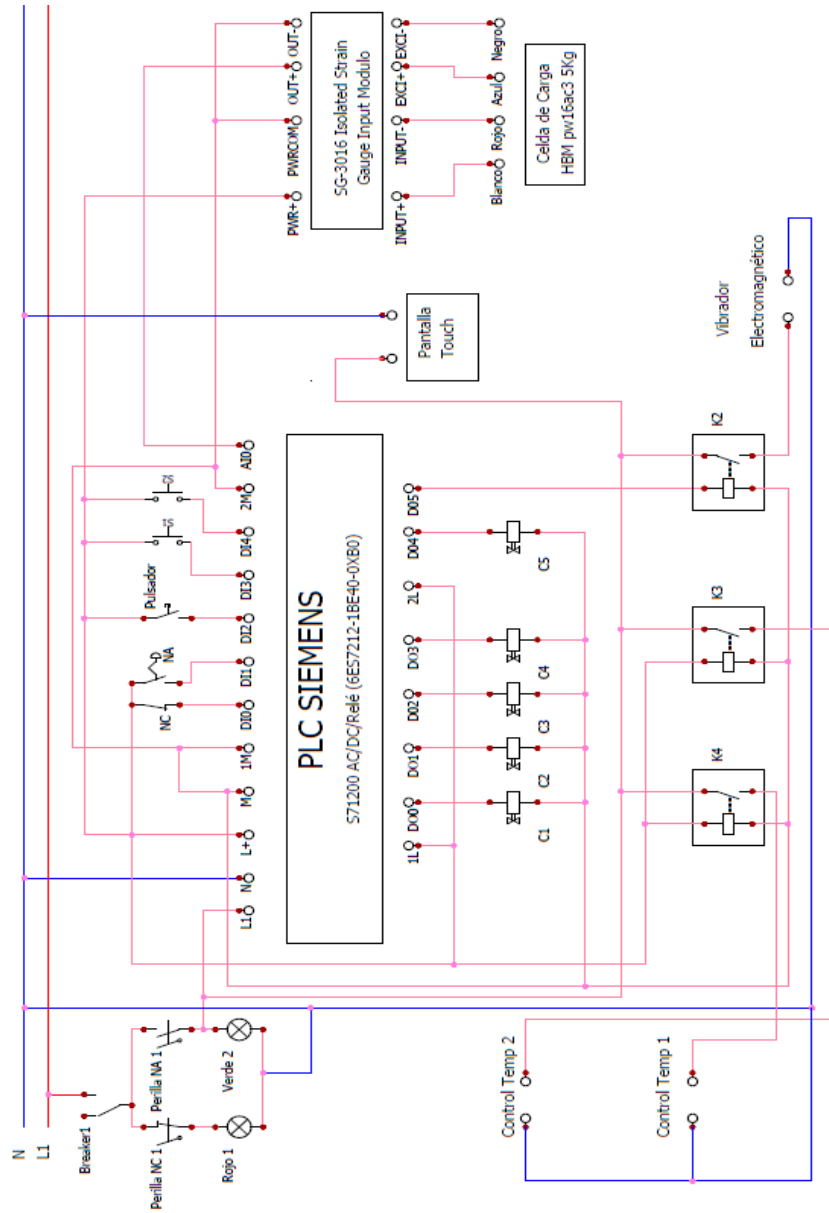 N
L1
Breaker1
Perilla NC 1
Perilla NA 1
Rojo 1
Verde 2
L1
N
L+
M
1M
DI0
DI1
DI2
DI3
DI4
2M
AI0
NC
NA
Pulsador
PLC SIEMENS
S71200 AC/DC/Relé (6ES7212-1BE40-0XB0)
1L
DO0
DO1
D02
DO3
2L
D04
D05
C1
C2
C3
C4
C5
PWR+
PWRCOM
OUT+
OUT-
SG-3016 Isolated Strain
Gauge Input Modulo
INPUT+
INPUT-
EXCI+
EXCI-
Blanco
Rojo
Azul
Negro
Celda de Carga
HBM pw16ac3 5Kg
Pantalla
Touch
Vibrador
Electromagnético
K4
K3
K2
Control Temp 2
Control Temp 1